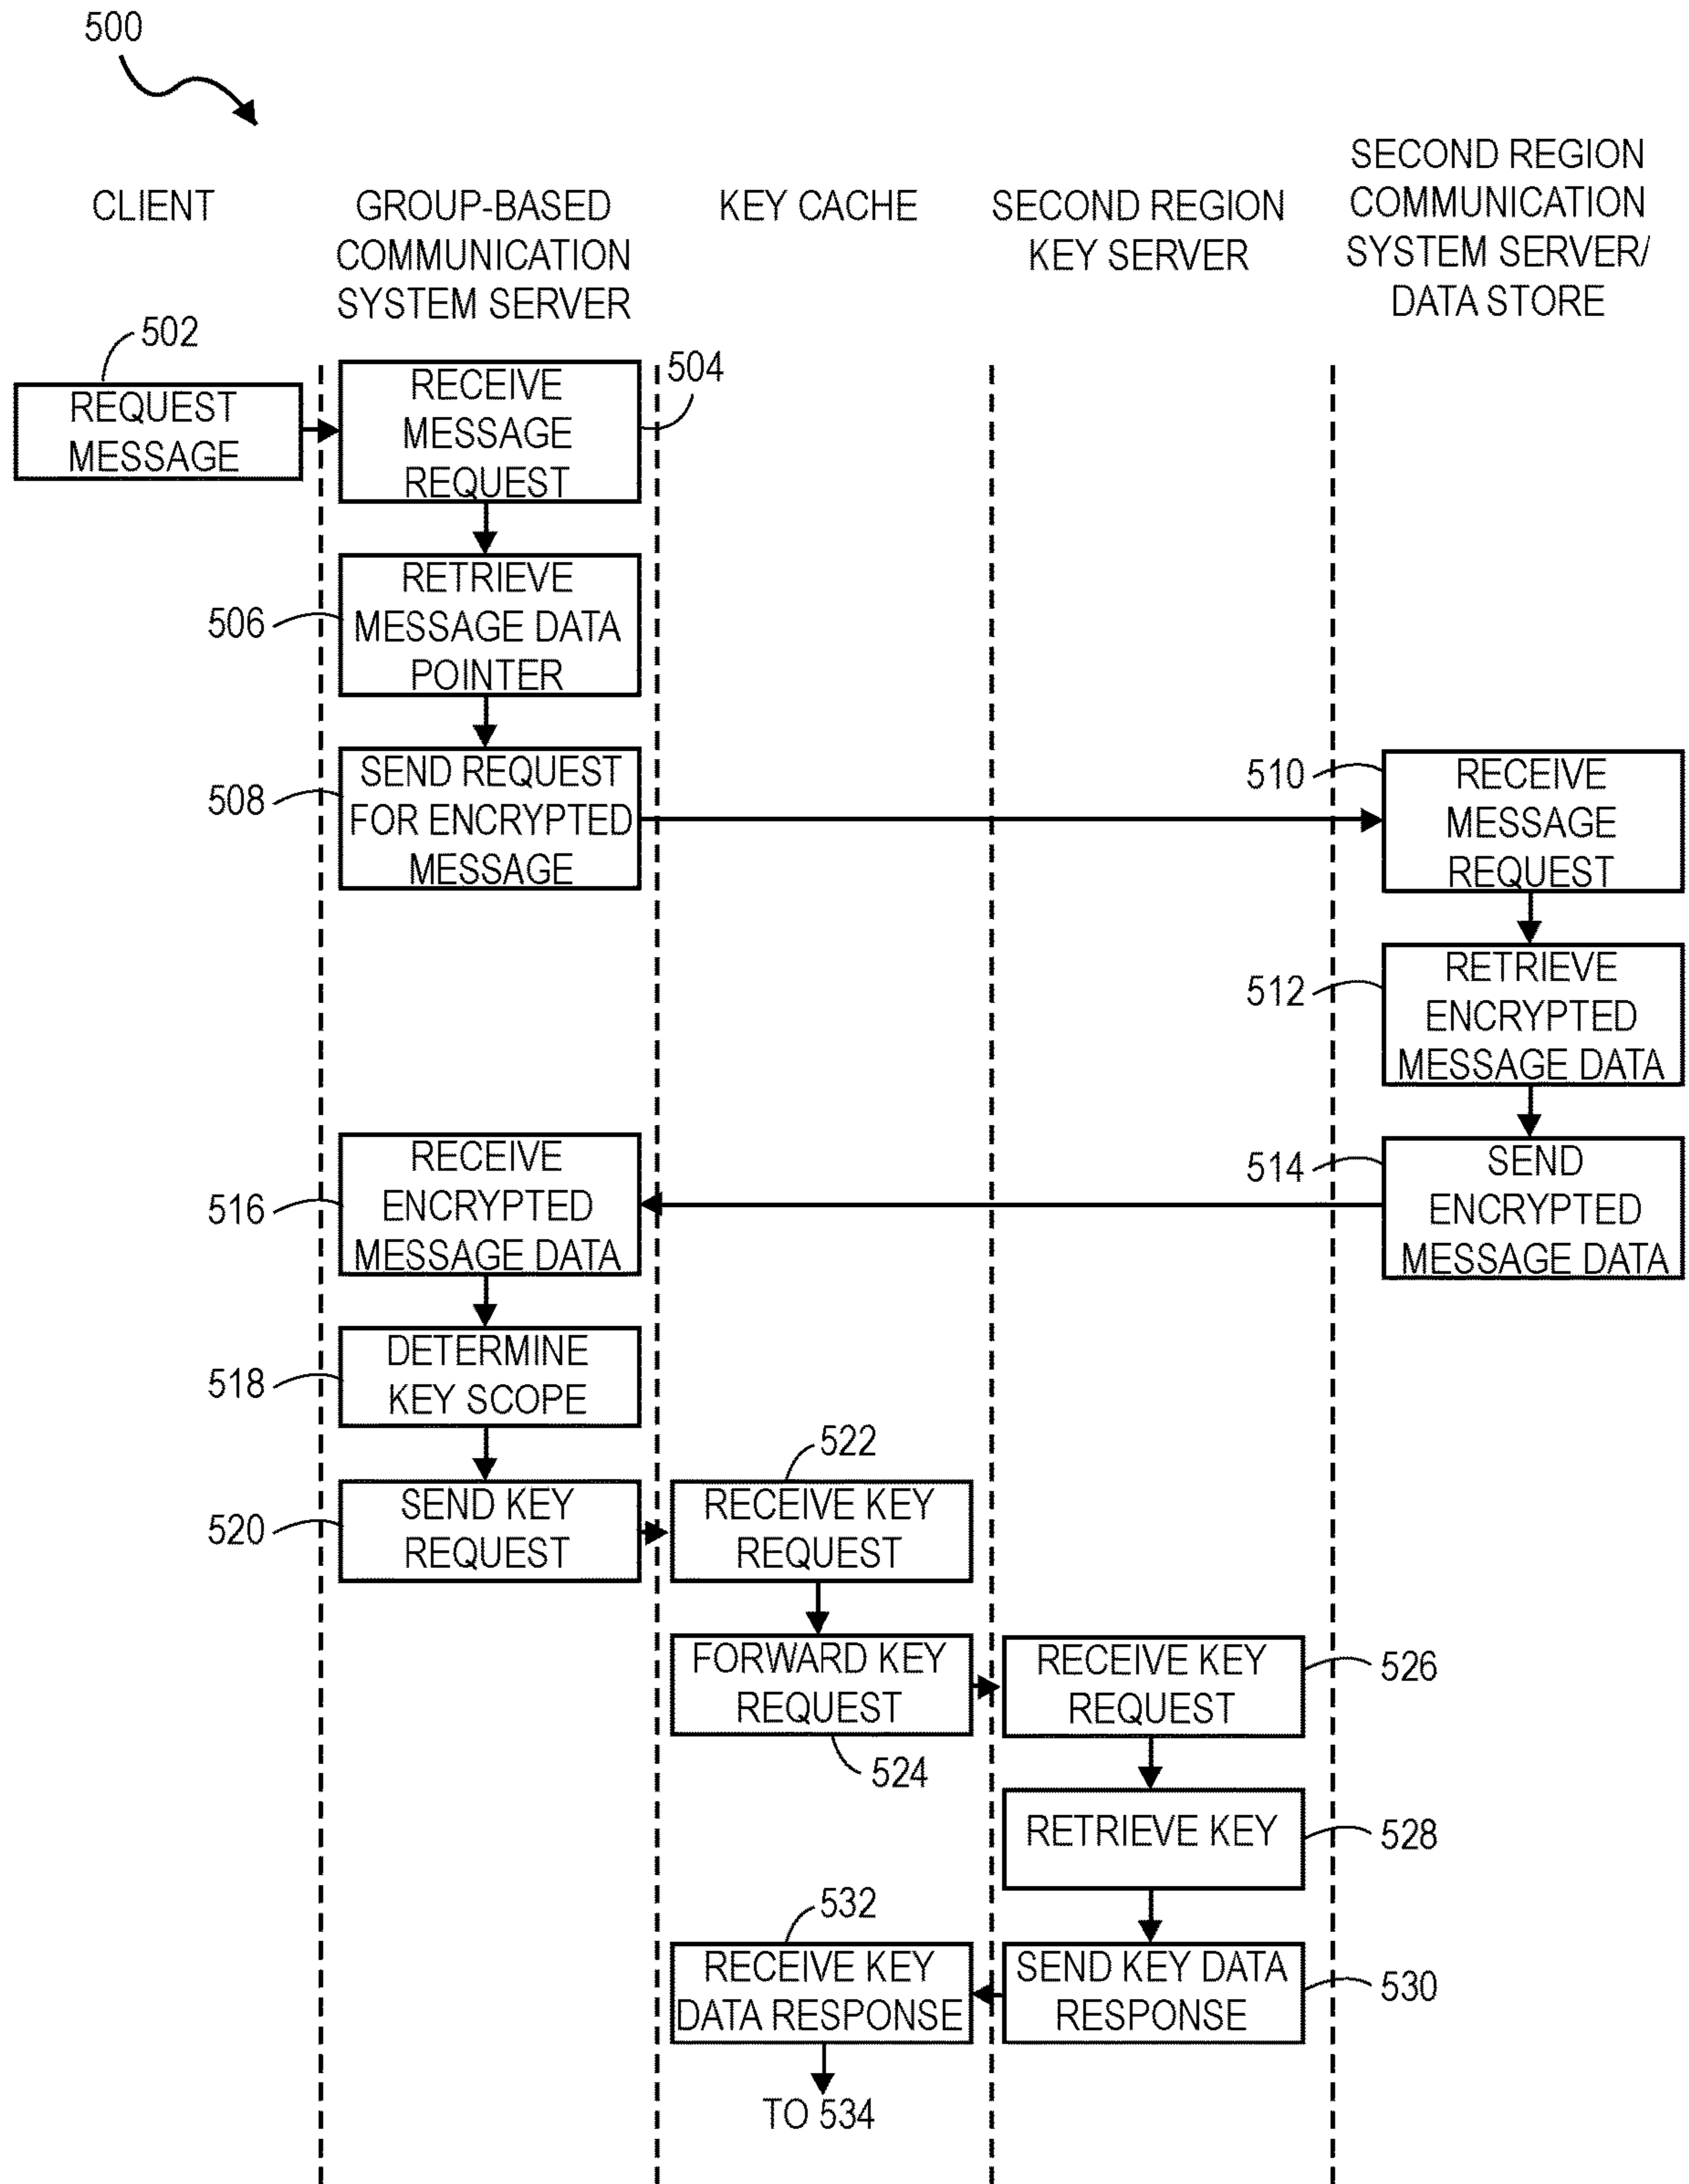 500
CLIENT
GROUP-BASED
COMMUNICATION
SYSTEM SERVER
KEY CACHE
SECOND REGION
KEY SERVER
SECOND REGION
COMMUNICATION
SYSTEM SERVER/
DATA STORE
502
REQUEST
MESSAGE
504
RECEIVE
MESSAGE
REQUEST
506
RETRIEVE
MESSAGE DATA
POINTER
508
SEND REQUEST
FOR ENCRYPTED
MESSAGE
510
RECEIVE
MESSAGE
REQUEST
512
RETRIEVE
ENCRYPTED
MESSAGE DATA
514
SEND
ENCRYPTED
MESSAGE DATA
516
RECEIVE
ENCRYPTED
MESSAGE DATA
518
DETERMINE
KEY SCOPE
520
SEND KEY
REQUEST
522
RECEIVE KEY
REQUEST
FORWARD KEY
REQUEST
524
RECEIVE KEY
REQUEST
526
RETRIEVE KEY
528
SEND KEY DATA
RESPONSE
530
532
RECEIVE KEY
DATA RESPONSE
TO 534